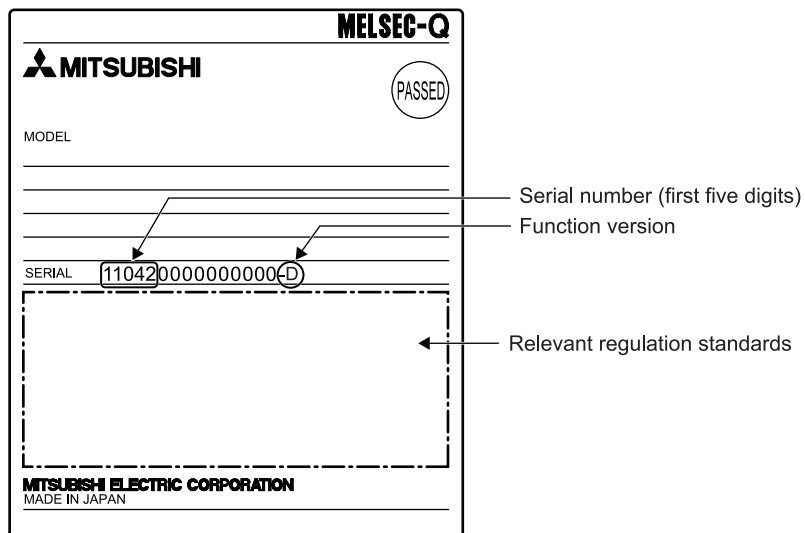 MELSEC-Q
MITSUBISHI
PASSED
MODEL
Serial number (first five digits)
Function version
SERIAL 110420000000000-D
Relevant regulation standards
MITSUBISHI ELECTRIC CORPORATION
MADE IN JAPAN